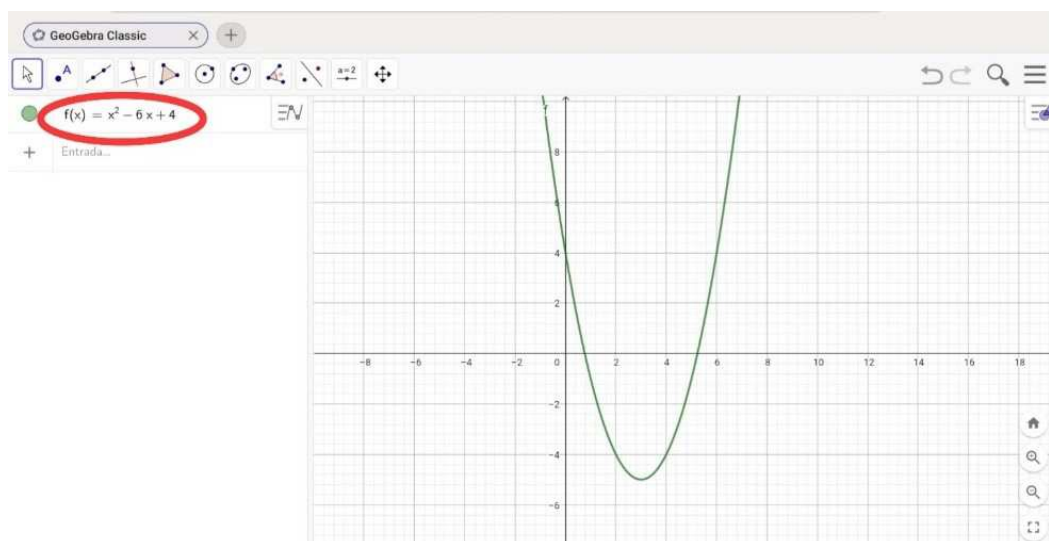 GeoGebra Classic
A
a=2
f(x) = x² − 6 x + 4
Entrada...
8
6
4
2
−8 −6 −4 −2 0 2 4 6 8 10 12 14 16 18
−2
−4
−6